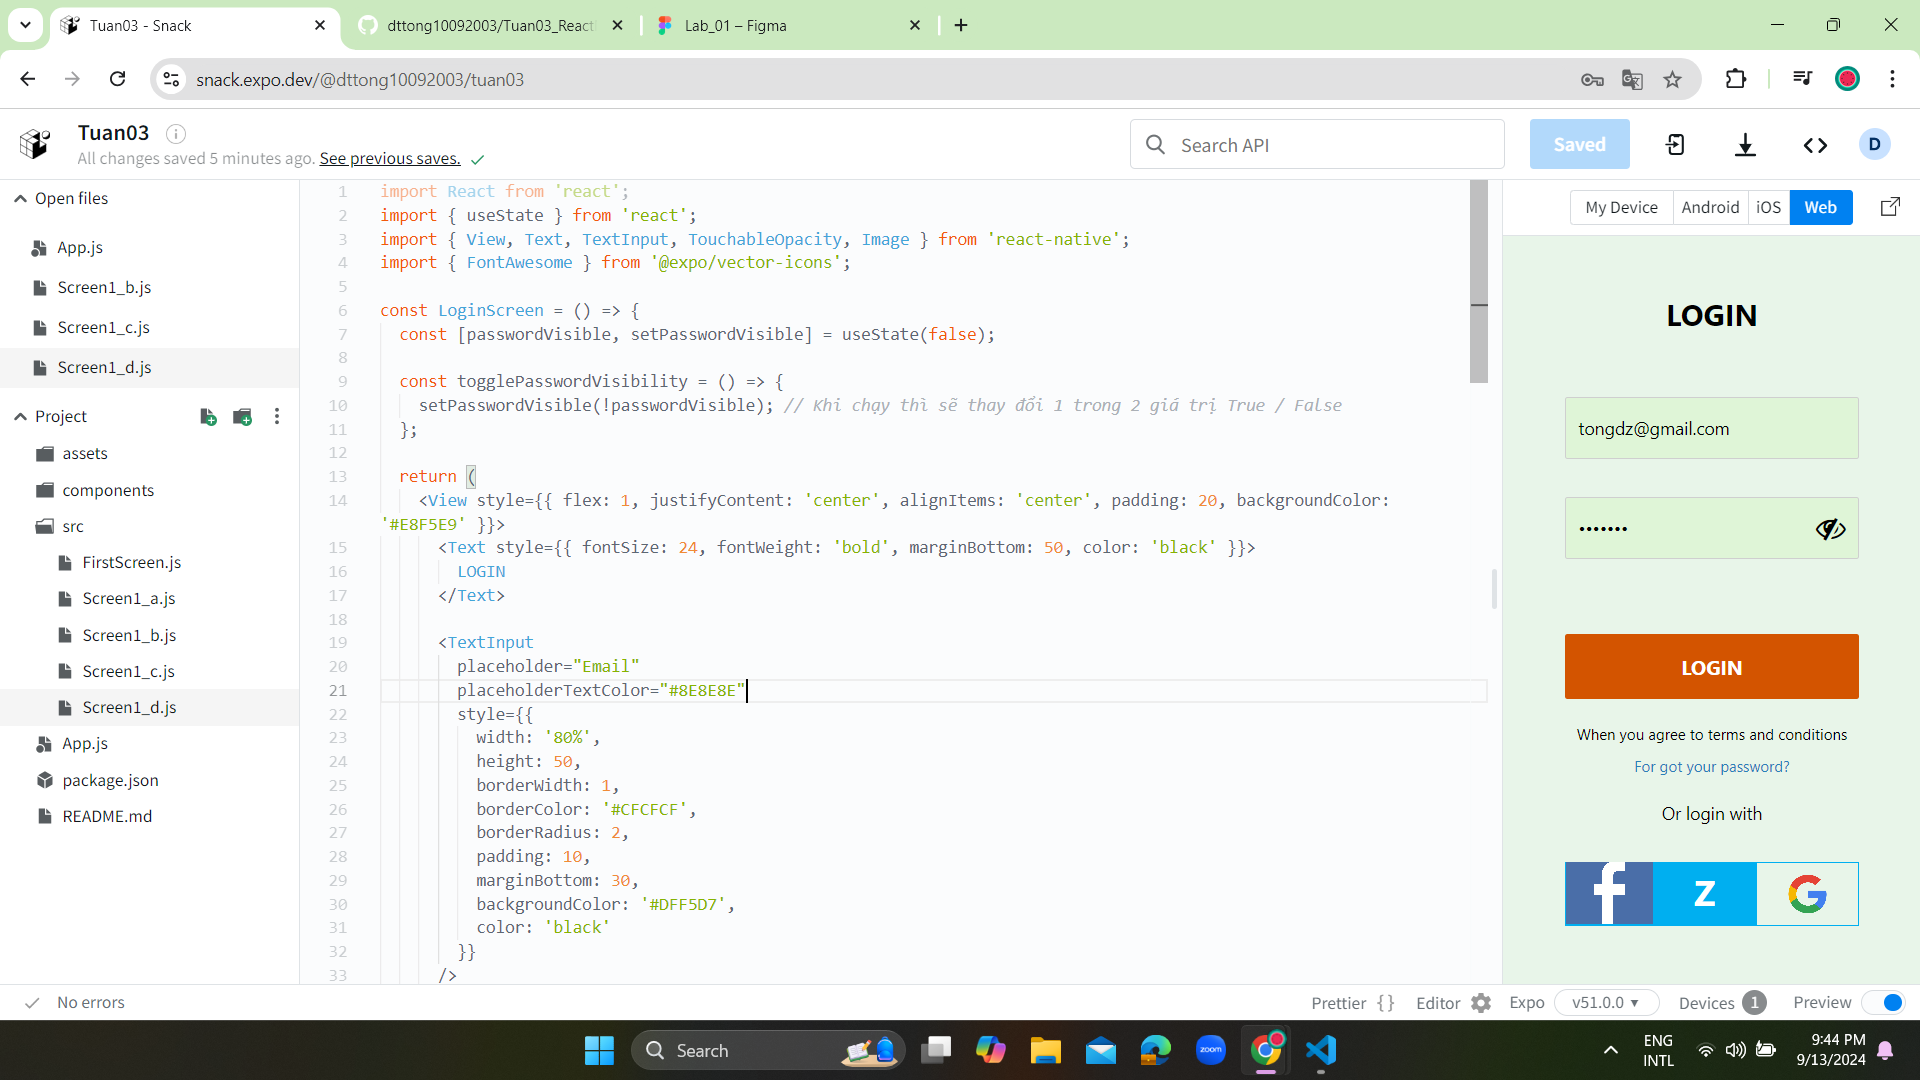 Tuan03 - Snack
dttong10092003/Tuan03_React
Lab_01 – Figma
snack.expo.dev/@dttong10092003/tuan03
Tuan03
All changes saved 5 minutes ago. See previous saves.
Search API
Saved
D
Open files
App.js
Screen1_b.js
Screen1_c.js
Screen1_d.js
Project
assets
components
src
FirstScreen.js
Screen1_a.js
Screen1_b.js
Screen1_c.js
Screen1_d.js
App.js
package.json
README.md
1 import React from 'react';
2 import { useState } from 'react';
3 import { View, Text, TextInput, TouchableOpacity, Image } from 'react-native';
4 import { FontAwesome } from '@expo/vector-icons';
5
6 const LoginScreen = () => {
7 const [passwordVisible, setPasswordVisible] = useState(false);
8
9 const togglePasswordVisibility = () => {
10 setPasswordVisible(!passwordVisible); // Khi chạy thì sẽ thay đổi 1 trong 2 giá trị True / False
11 };
12
13 return (
14 <View style={{ flex: 1, justifyContent: 'center', alignItems: 'center', padding: 20, backgroundColor:
'#E8F5E9' }}>
15 <Text style={{ fontSize: 24, fontWeight: 'bold', marginBottom: 50, color: 'black' }}>
16 LOGIN
17 </Text>
18
19 <TextInput
20 placeholder="Email"
21 placeholderTextColor="#8E8E8E"
22 style={{
23 width: '80%',
24 height: 50,
25 borderWidth: 1,
26 borderColor: '#CFCFCF',
27 borderRadius: 2,
28 padding: 10,
29 marginBottom: 30,
30 backgroundColor: '#DFF5D7',
31 color: 'black'
32 }}
33 />
My Device Android iOS Web
LOGIN
tongdz@gmail.com
•••••••
LOGIN
When you agree to terms and conditions
For got your password?
Or login with
f Z G
No errors
Prettier { } Editor Expo v51.0.0 Devices 1 Preview
Search
zoom
ENG
INTL
9:44 PM
9/13/2024